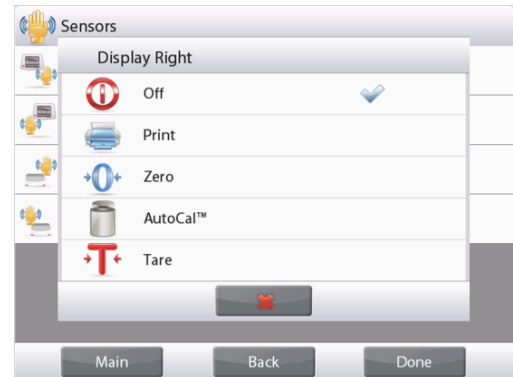 Sensors
Display Right
Off
Print
Zero
AutoCal™
Tare
Main
Back
Done